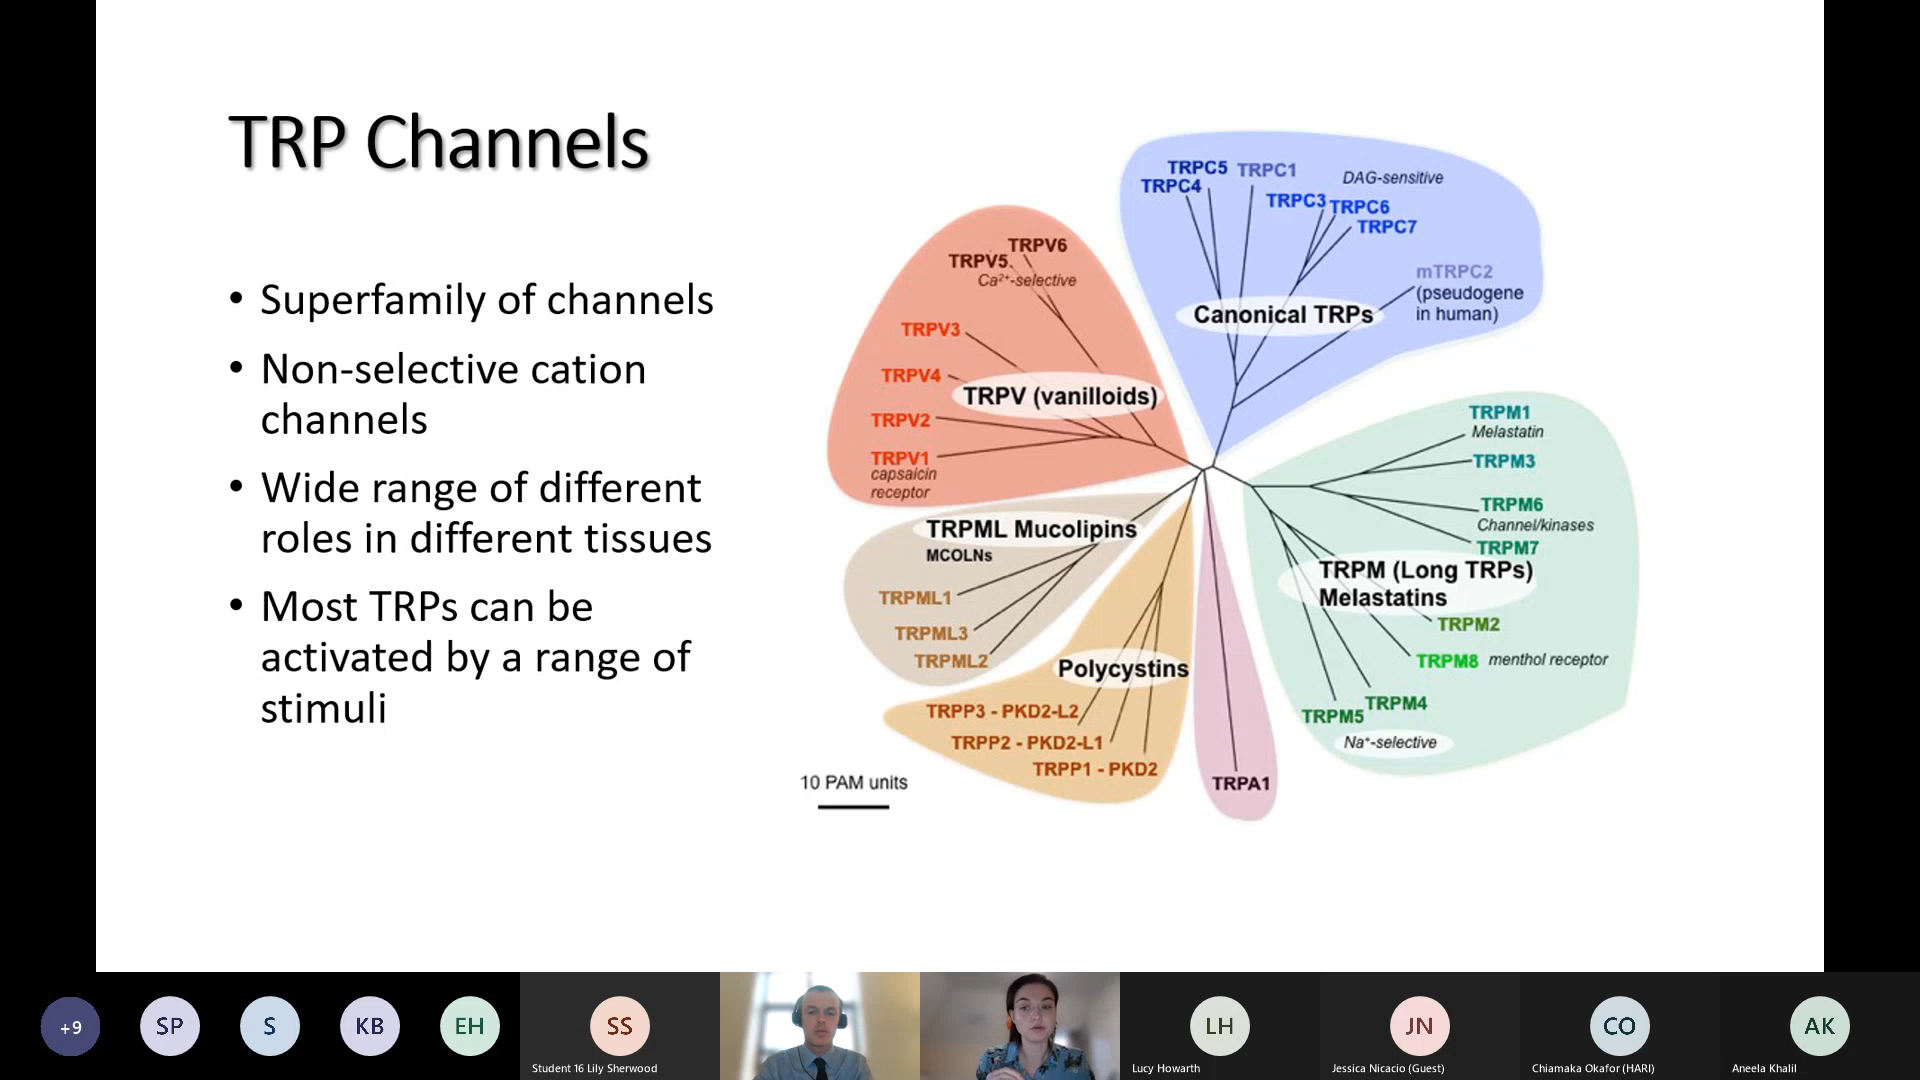 TRP Channels
• Superfamily of channels
• Non-selective cation
channels
• Wide range of different
roles in different tissues
• Most TRPs can be
activated by a range of
stimuli
TRPC5 TRPC1
TRPC4
DAG-sensitive
TRPC3 TRPC6
TRPC7
mTRPC2
(pseudogene
in human)
Canonical TRPs
TRPV6
TRPV5
Ca²⁺-selective
TRPV3
TRPV4
TRPV (vanilloids)
TRPV2
TRPV1
capsaicin
receptor
TRPM1
Melastatin
TRPM3
TRPM6
Channel/kinases
TRPM7
TRPM (Long TRPs)
Melastatins
TRPM2
TRPM8 menthol receptor
TRPM4
TRPM5
Na⁺-selective
TRPML Mucolipins
MCOLNs
TRPML1
TRPML3
TRPML2
Polycystins
TRPP3 - PKD2-L2
TRPP2 - PKD2-L1
TRPP1 - PKD2
TRPA1
10 PAM units
+9
SP
S
KB
EH
SS
Student 16 Lily Sherwood
LH
Lucy Howarth
JN
Jessica Nicacio (Guest)
CO
Chiamaka Okafor (HARI)
AK
Aneela Khalil